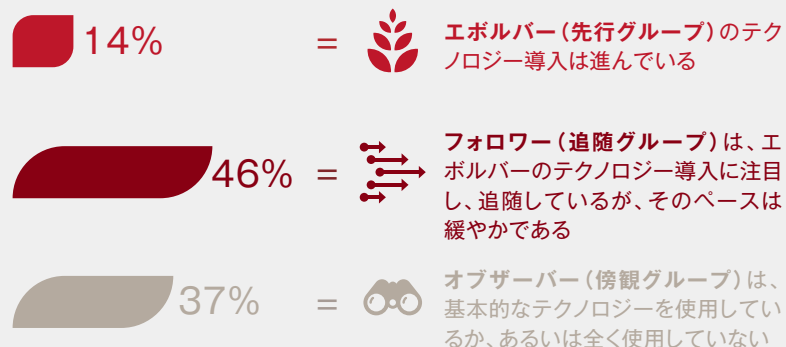 14%
=
エボルバー（先行グループ）のテク
ノロジー導入は進んでいる
46%
=
フォロワー（追随グループ）は、エ
ボルバーのテクノロジー導入に注目
し、追随しているが、そのペースは
緩やかである
37%
=
オブザーバー（傍観グループ）は、
基本的なテクノロジーを使用してい
るか、あるいは全く使用していない